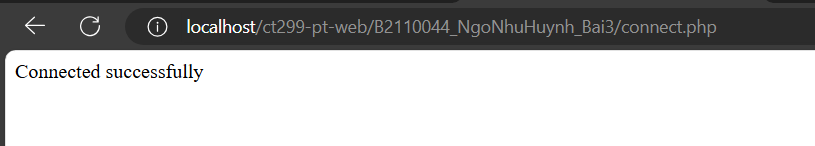 localhost/ct299-pt-web/B2110044_NgoNhuHuynh_Bai3/connect.php
Connected successfully